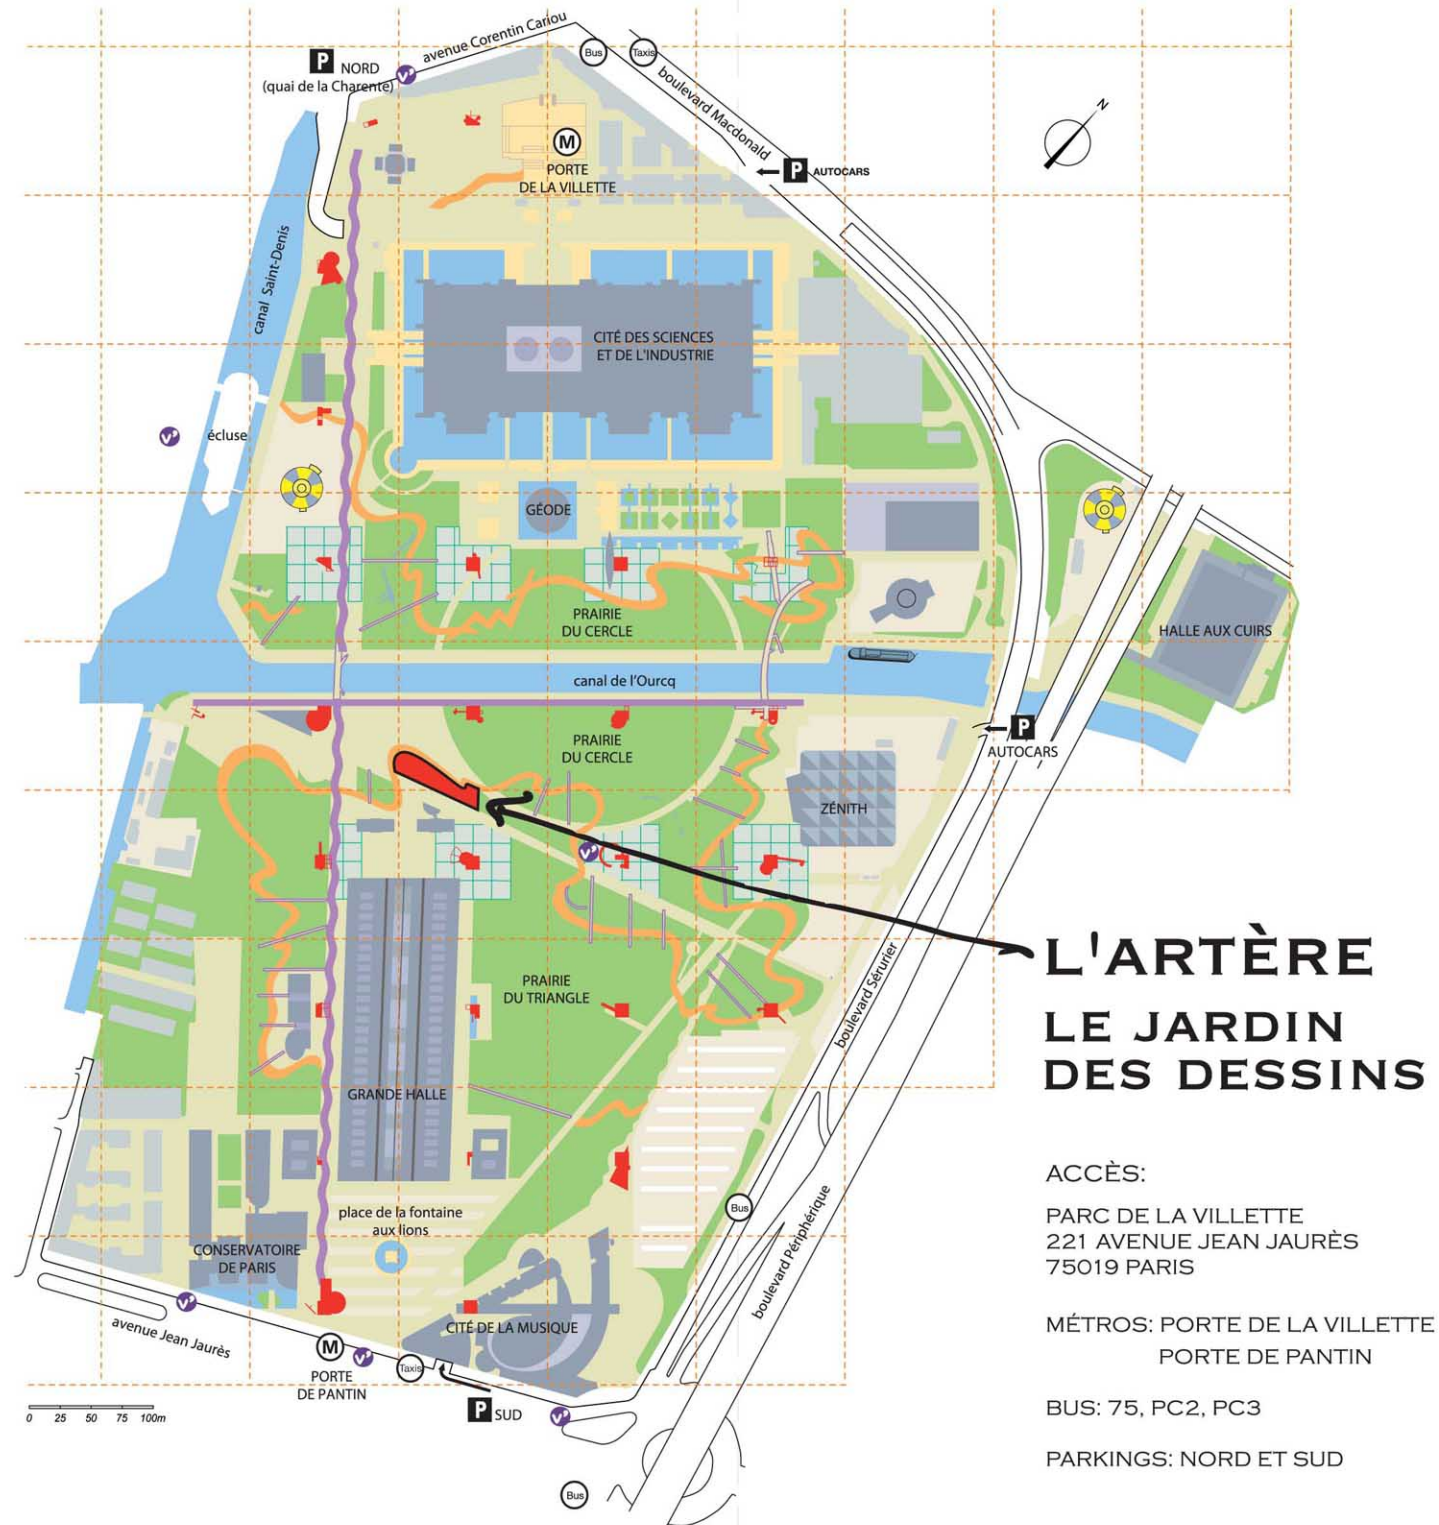 avenue Corentin Cariou
Bus
Taxis
P NORD
(quai de la Charente)
V'
boulevard Macdonald
N
M
PORTE
DE LA VILLETTE
P AUTOCARS
canal Saint-Denis
CITÉ DES SCIENCES
ET DE L'INDUSTRIE
V'
écluse
GÉODE
PRAIRIE
DU CERCLE
HALLE AUX CUIRS
canal de l'Ourcq
PRAIRIE
DU CERCLE
P
AUTOCARS
ZÉNITH
V'
L'ARTÈRE
LE JARDIN
DES DESSINS
boulevard Sérurier
PRAIRIE
DU TRIANGLE
GRANDE HALLE
ACCÈS:
PARC DE LA VILLETTE
221 AVENUE JEAN JAURÈS
75019 PARIS
MÉTROS: PORTE DE LA VILLETTE
PORTE DE PANTIN
BUS: 75, PC2, PC3
PARKINGS: NORD ET SUD
Bus
boulevard Périphérique
place de la fontaine
aux lions
CONSERVATOIRE
DE PARIS
CITÉ DE LA MUSIQUE
V'
avenue Jean Jaurès
M
V'
PORTE
DE PANTIN
Taxis
P SUD
V'
0 25 50 75 100m
Bus